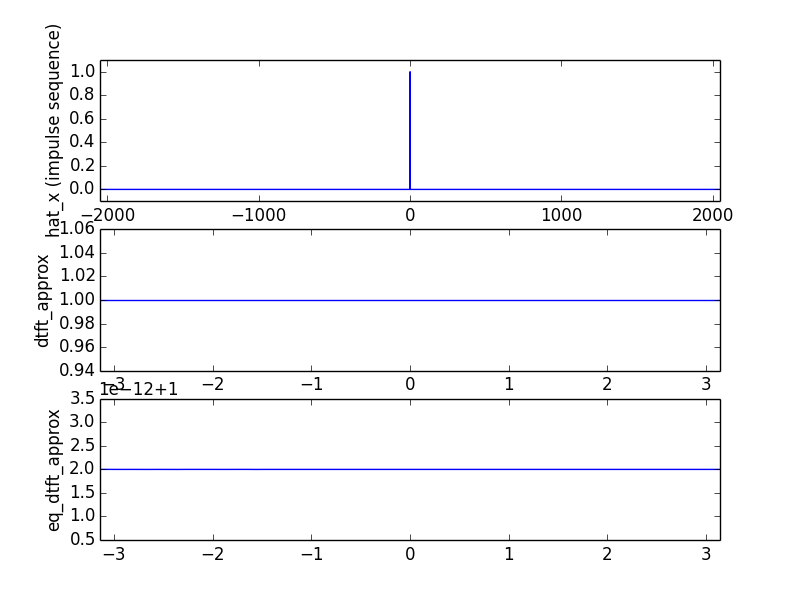 hat_x (impulse sequence)
1.0
0.8
0.6
0.4
0.2
0.0
−2000 −1000 0 1000 2000
dtft_approx
1.06
1.04
1.02
1.00
0.98
0.96
0.94
−3 −2 −1 0 1 2 3
1e−12+1
eq_dtft_approx
3.5
3.0
2.5
2.0
1.5
1.0
0.5
−3 −2 −1 0 1 2 3